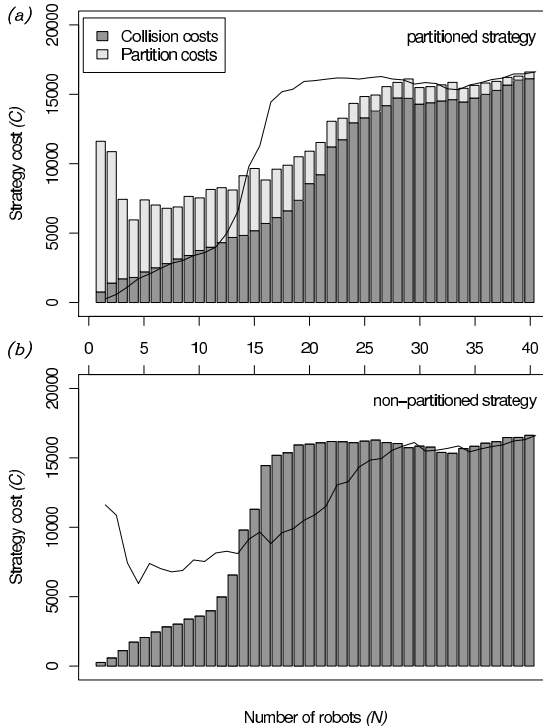 (a)
Collision costs
Partition costs
partitioned strategy
Strategy cost (C)
20000
15000
10000
5000
0
0 5 10 15 20 25 30 35 40
(b)
non−partitioned strategy
Strategy cost (C)
20000
15000
10000
5000
0
Number of robots (N)